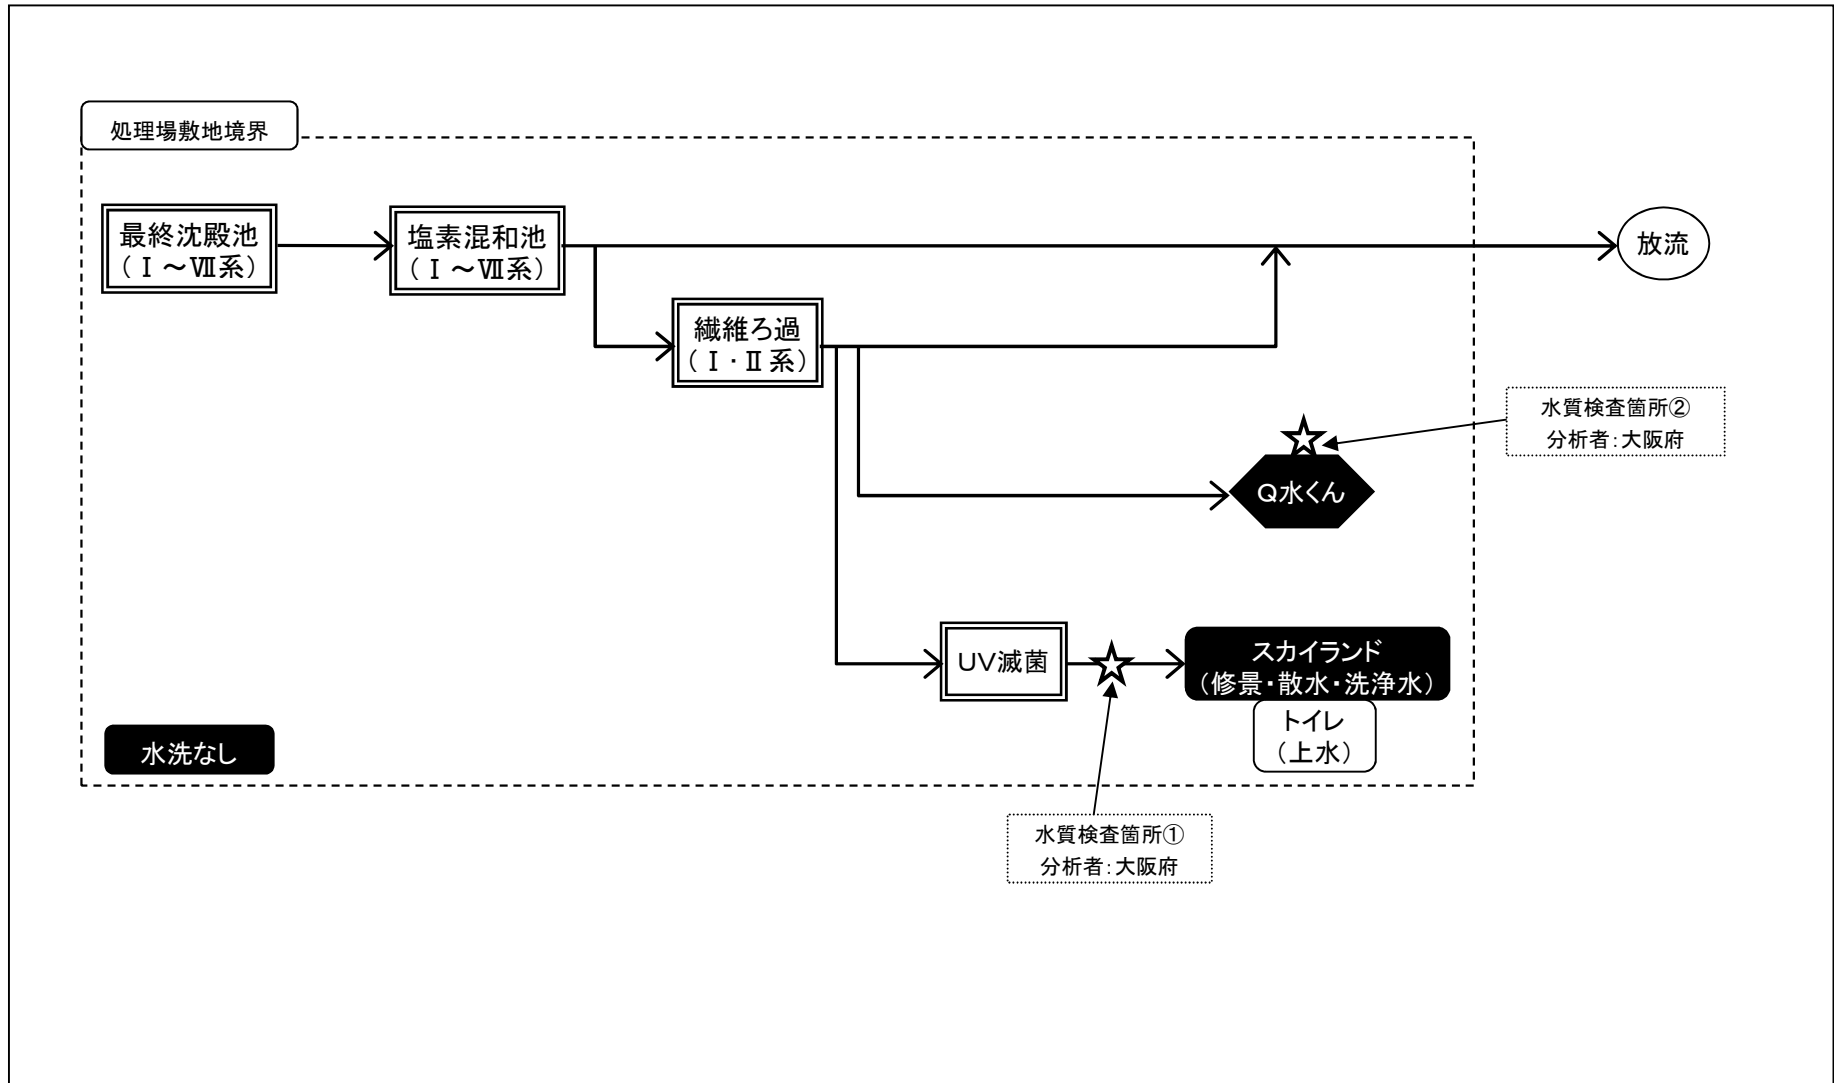 処理場敷地境界
最終沈殿池
（Ⅰ～Ⅶ系）
塩素混和池
（Ⅰ～Ⅶ系）
放流
繊維ろ過
（Ⅰ・Ⅱ系）
水質検査箇所②
分析者：大阪府
Ｑ水くん
ＵＶ滅菌
スカイランド
（修景・散水・洗浄水）
トイレ
（上水）
水洗なし
水質検査箇所①
分析者：大阪府